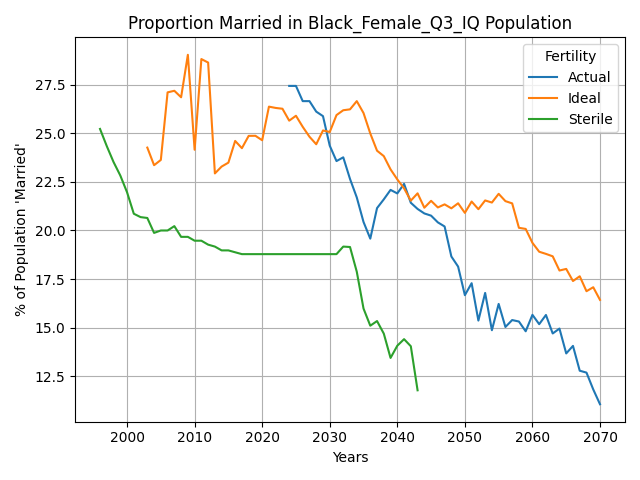 Proportion Married in Black_Female_Q3_IQ Population
Fertility
Actual
Ideal
Sterile
% of Population 'Married'
27.5
25.0
22.5
20.0
17.5
15.0
12.5
2000 2010 2020 2030 2040 2050 2060 2070
Years